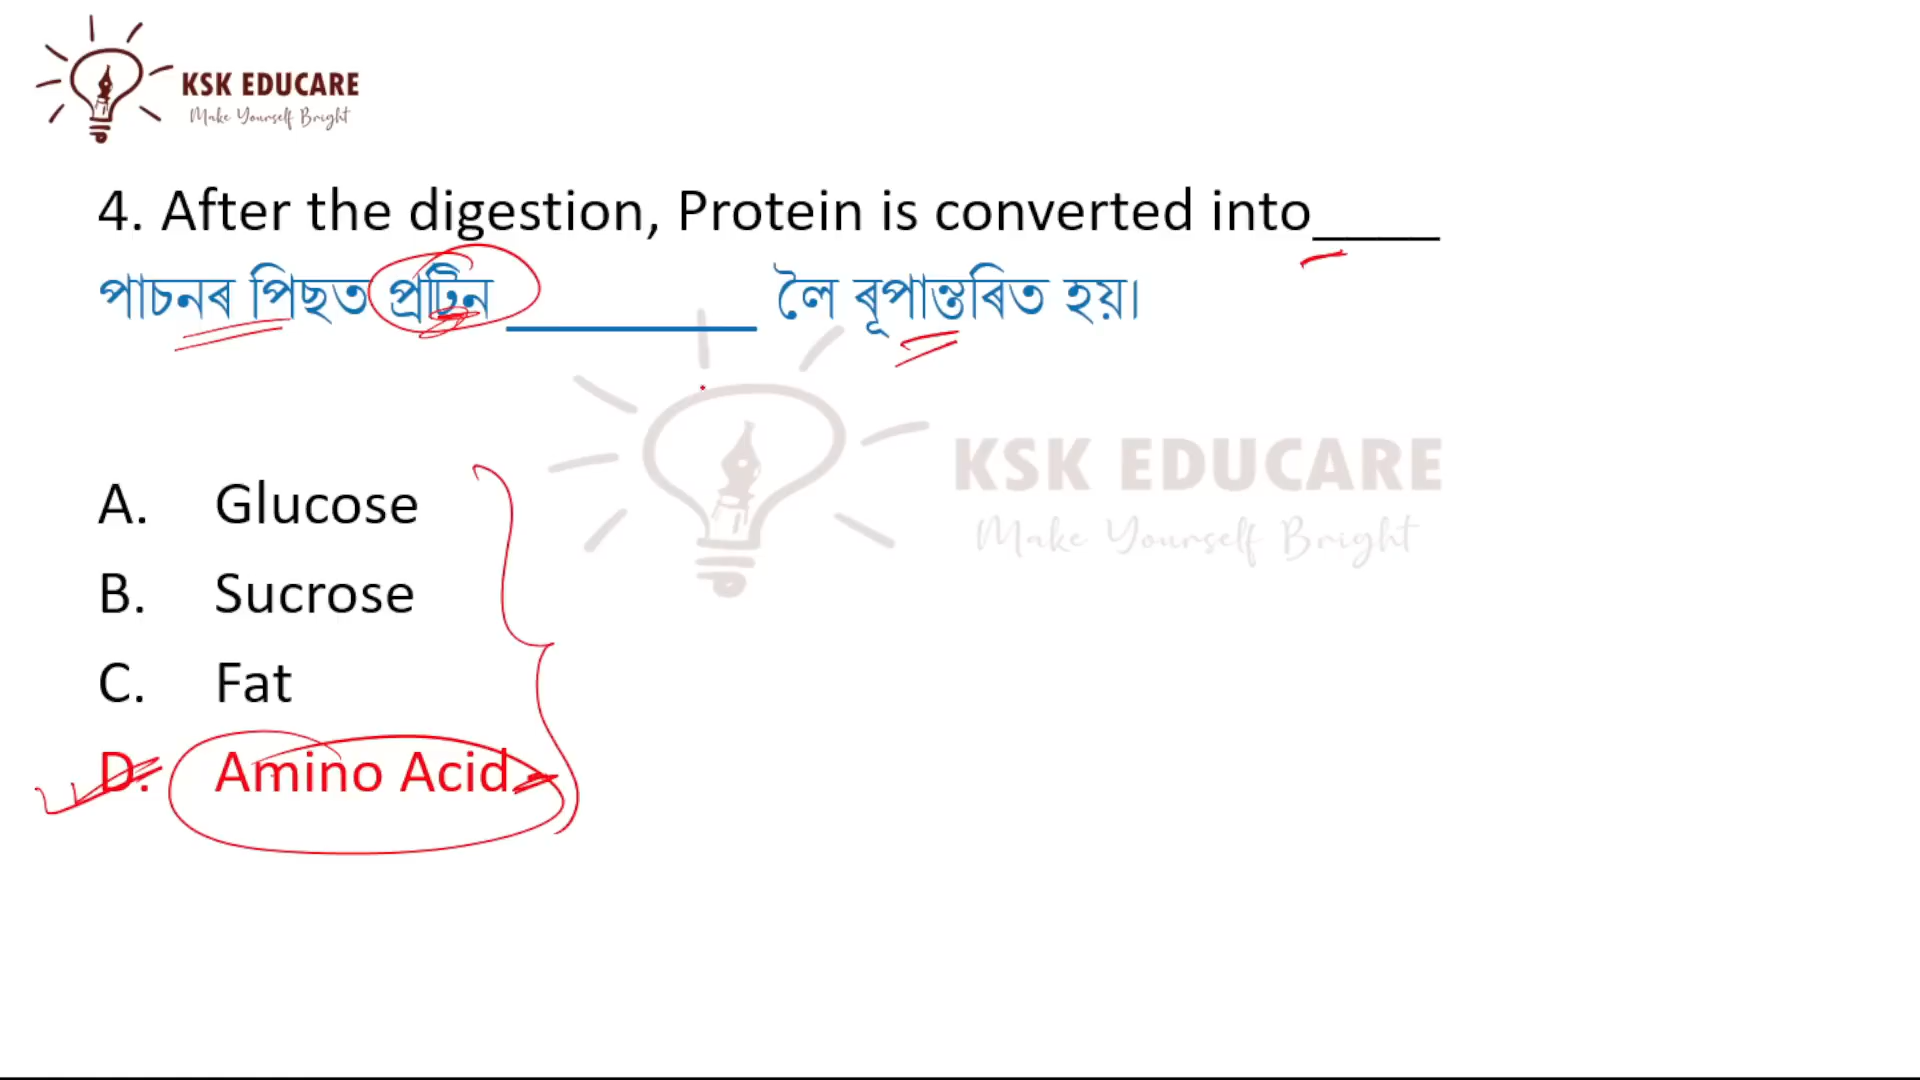 KSK EDUCARE
Make Yourself Bright
4. After the digestion, Protein is converted into____
পাচনৰ পিছত প্ৰটিন ________ লৈ ৰূপান্তৰিত হয়।
KSK EDUCARE
Make Yourself Bright
A. Glucose
B. Sucrose
C. Fat
D. Amino Acid